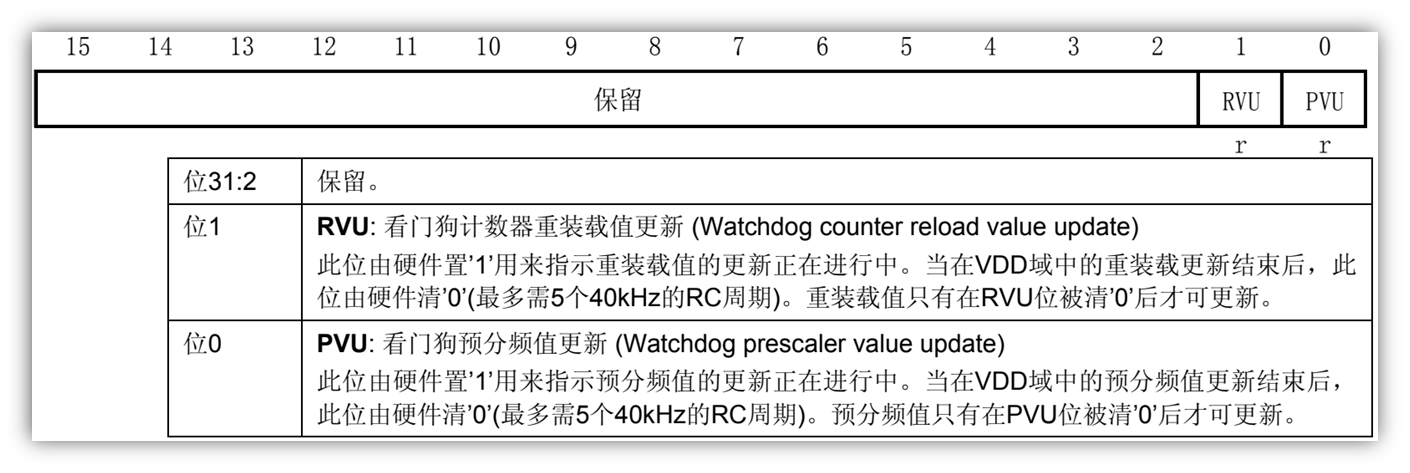 15 14 13 12 11 10 9 8 7 6 5 4 3 2 1 0
保留 RVU PVU
r r
位31:2 保留。
位1 RVU: 看门狗计数器重装载值更新 (Watchdog counter reload value update)
此位由硬件置’1’用来指示重装载值的更新正在进行中。当在VDD域中的重装载更新结束后，此
位由硬件清’0’(最多需5个40kHz的RC周期)。重装载值只有在RVU位被清’0’后才可更新。
位0 PVU: 看门狗预分频值更新 (Watchdog prescaler value update)
此位由硬件置’1’用来指示预分频值的更新正在进行中。当在VDD域中的预分频值更新结束后，
此位由硬件清’0’(最多需5个40kHz的RC周期)。预分频值只有在PVU位被清’0’后才可更新。